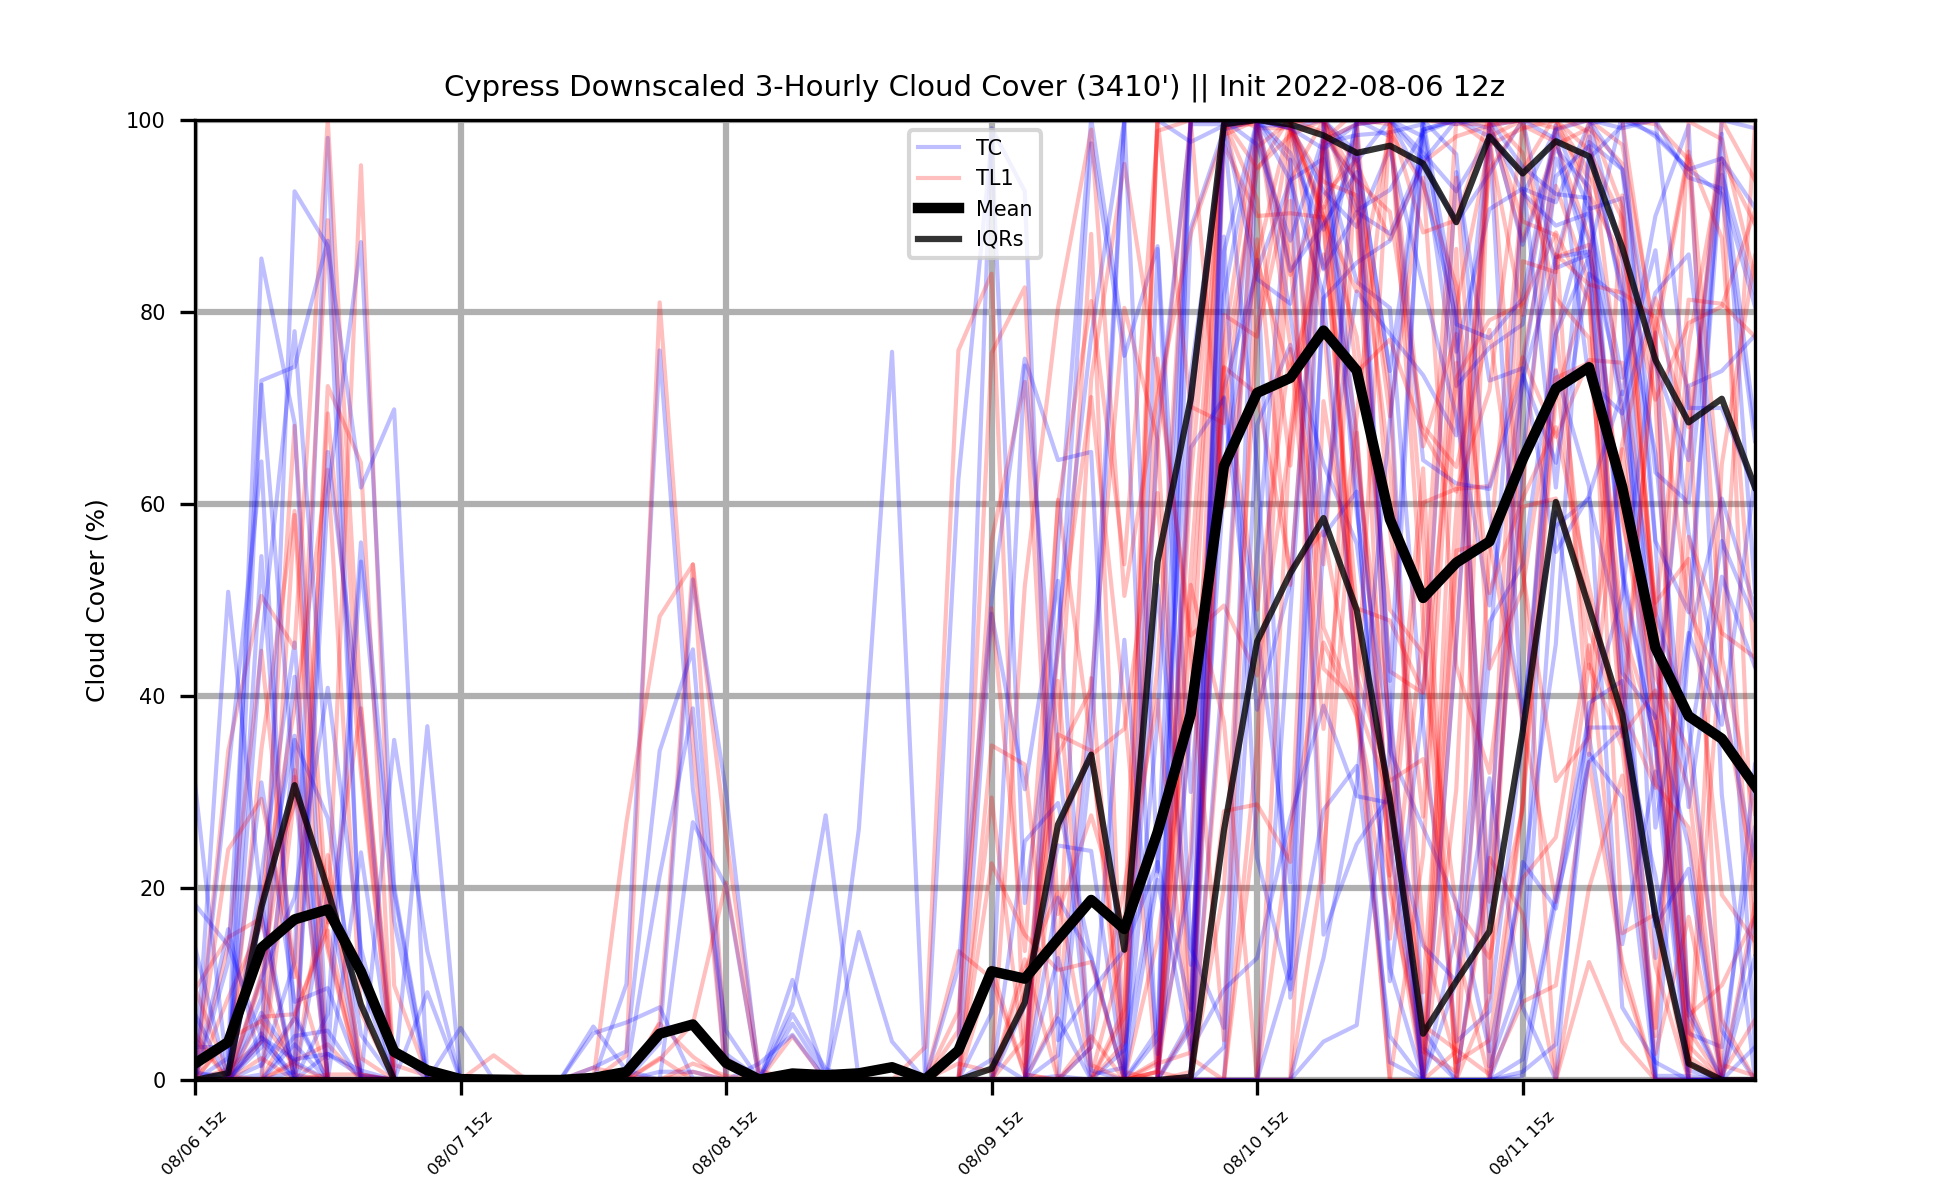 Cypress Downscaled 3-Hourly Cloud Cover (3410') || Init 2022-08-06 12z
TC
TL1
Mean
IQRs
Cloud Cover (%)
100
80
60
40
20
0
08/06 15z
08/07 15z
08/08 15z
08/09 15z
08/10 15z
08/11 15z